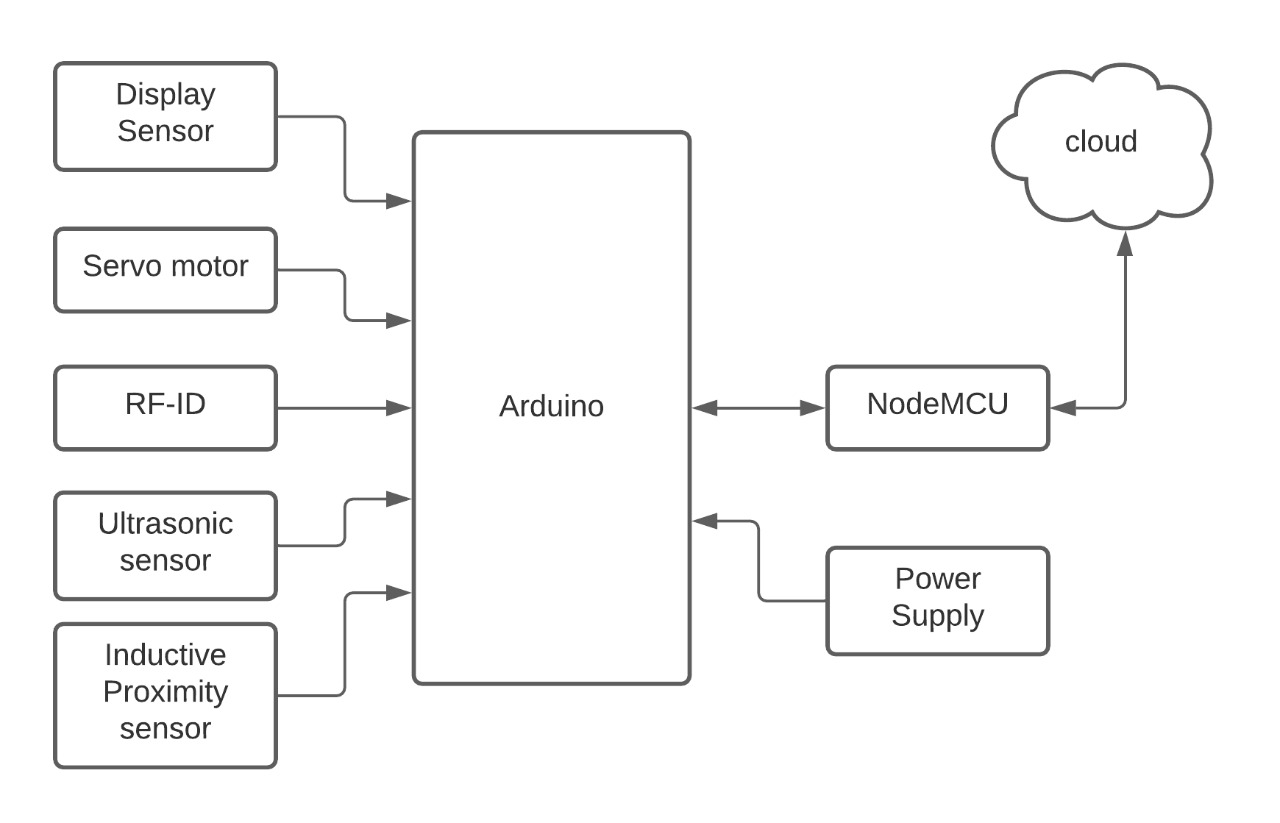 Display
Sensor
Servo motor
RF-ID
Ultrasonic
sensor
Inductive
Proximity
sensor
Arduino
cloud
NodeMCU
Power
Supply